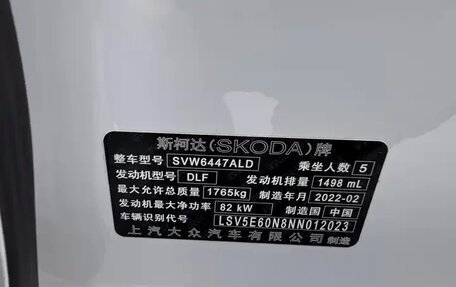 斯柯达(SKODA)牌
整车型号 SVW6447ALD 乘坐人数 5
发动机型号 DLF 发动机排量 1498 mL
最大允许总质量 1765kg 制造年月 2022-02
发动机最大净功率 82 kW 制造国 中国
车辆识别代号 LSV5E60N8NN012023
上汽大众汽车有限公司 制造